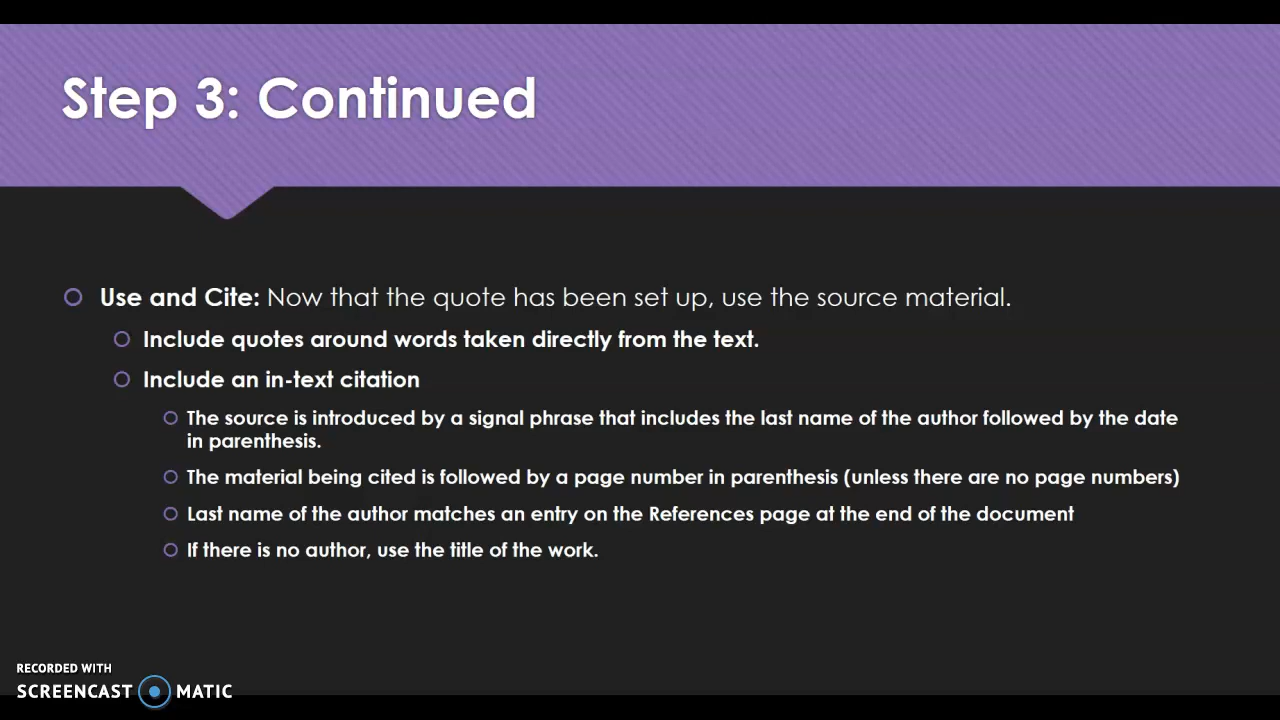 Step 3: Continued
Use and Cite: Now that the quote has been set up, use the source material.
Include quotes around words taken directly from the text.
Include an in-text citation
The source is introduced by a signal phrase that includes the last name of the author followed by the date
in parenthesis.
The material being cited is followed by a page number in parenthesis (unless there are no page numbers)
Last name of the author matches an entry on the References page at the end of the document
If there is no author, use the title of the work.
RECORDED WITH
SCREENCAST MATIC